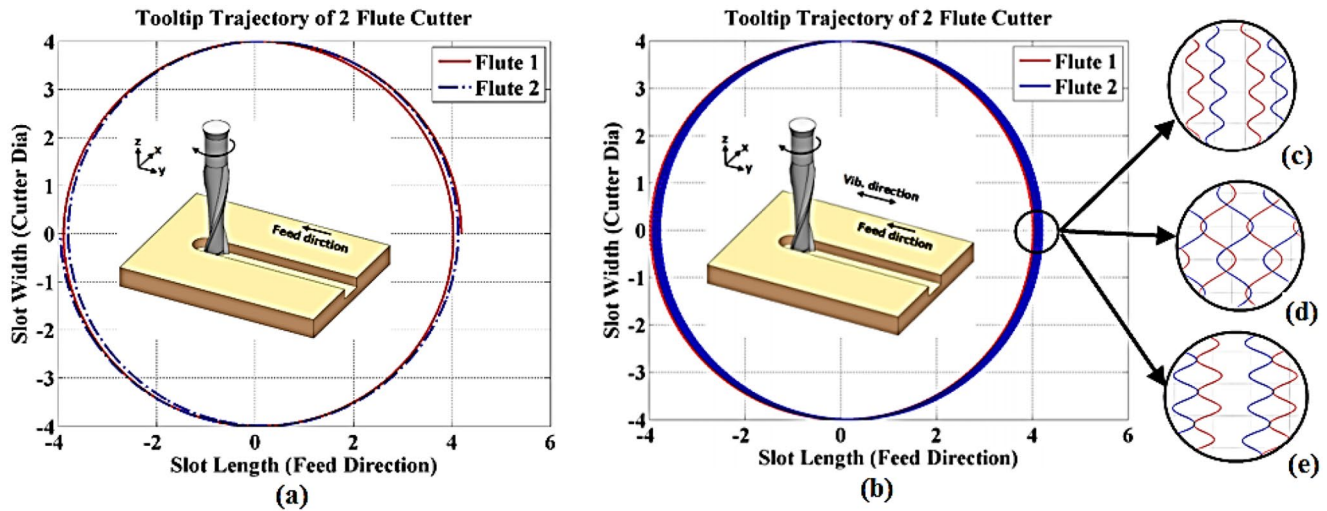 Tooltip Trajectory of 2 Flute Cutter
Slot Width (Cutter Dia)
4
3
2
1
0
-1
-2
-3
-4
Flute 1
Flute 2
z
x
y
Feed dirction
-4
-2
0
2
4
6
Slot Length (Feed Direction)
(a)
Tooltip Trajectory of 2 Flute Cutter
Slot Width (Cutter Dia)
4
3
2
1
0
-1
-2
-3
-4
Flute 1
Flute 2
z
x
y
Vib. direction
Feed dirction
-4
-2
0
2
4
6
Slot Length (Feed Direction)
(b)
(c)
(d)
(e)